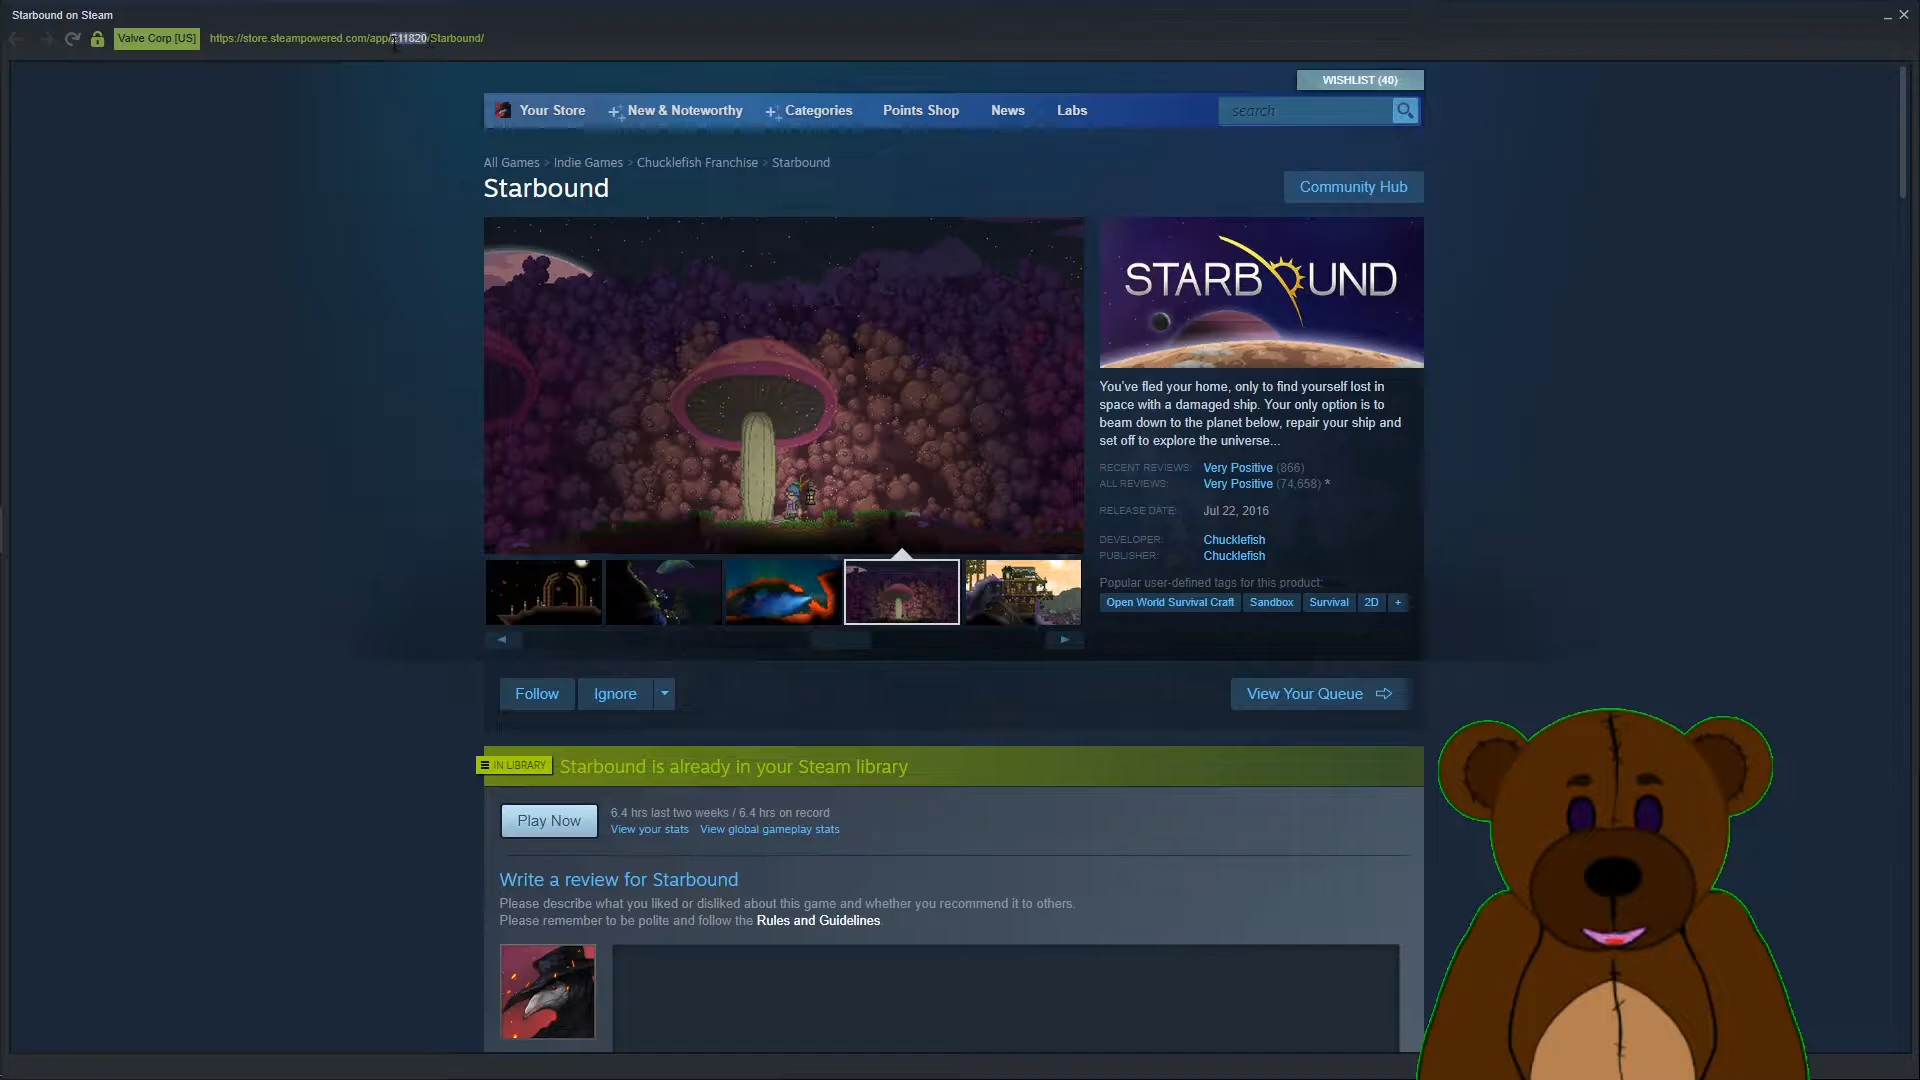 Starbound on Steam
Valve Corp [US] https://store.steampowered.com/app/211820/Starbound/
WISHLIST (40)
Your Store New & Noteworthy Categories Points Shop News Labs search
All Games > Indie Games > Chucklefish Franchise > Starbound
Starbound
Community Hub
STARBOUND
You've fled your home, only to find yourself lost in
space with a damaged ship. Your only option is to
beam down to the planet below, repair your ship and
set off to explore the universe...
RECENT REVIEWS: Very Positive (866)
ALL REVIEWS: Very Positive (74,658) *
RELEASE DATE: Jul 22, 2016
DEVELOPER: Chucklefish
PUBLISHER: Chucklefish
Popular user-defined tags for this product:
Open World Survival Craft Sandbox Survival 2D +
Follow Ignore View Your Queue
IN LIBRARY Starbound is already in your Steam library
Play Now
6.4 hrs last two weeks / 6.4 hrs on record
View your stats View global gameplay stats
Write a review for Starbound
Please describe what you liked or disliked about this game and whether you recommend it to others.
Please remember to be polite and follow the Rules and Guidelines.